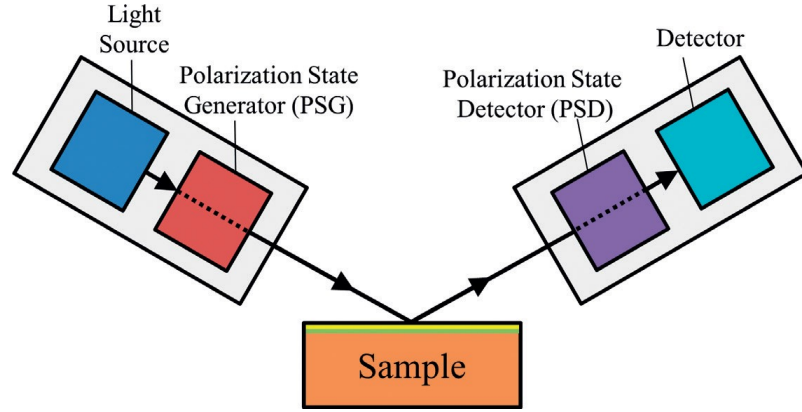 Light
Source
Polarization State
Generator (PSG)
Polarization State
Detector (PSD)
Detector
Sample